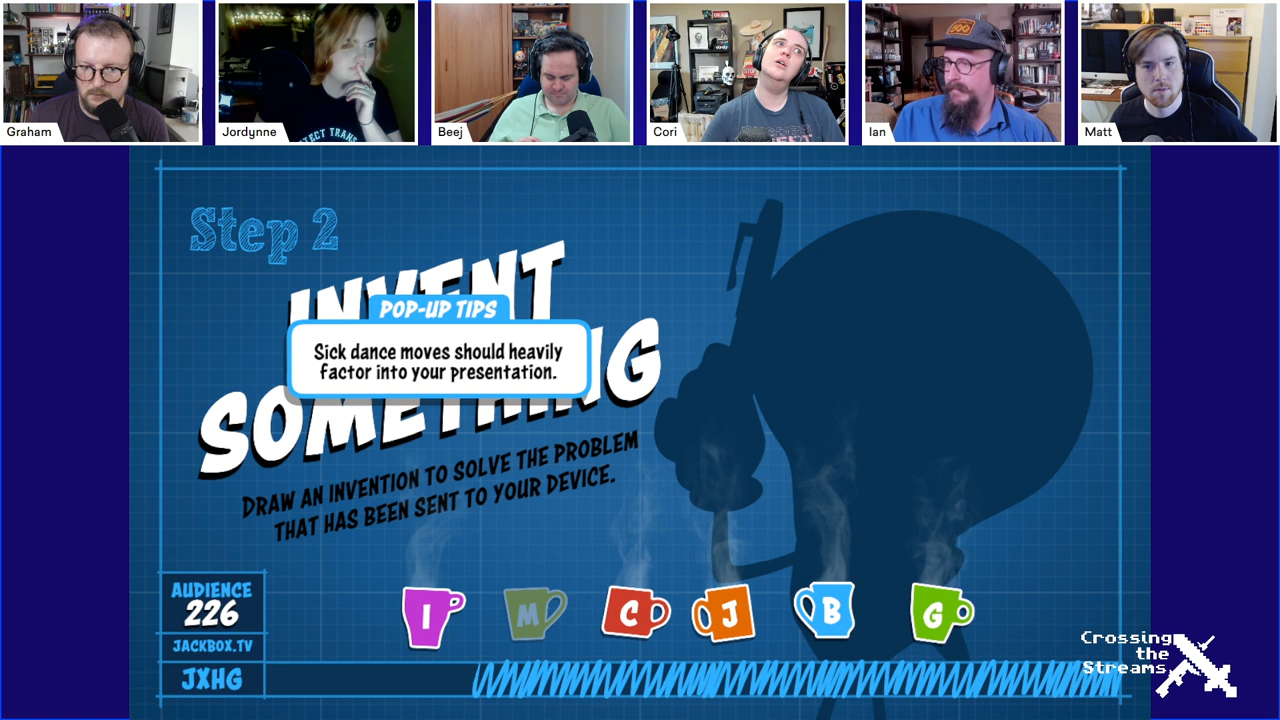 Graham
Jordynne
Beej
Cori
Ian
Matt
Step 2
INVENT
POP-UP TIPS
Sick dance moves should heavily
factor into your presentation.
SOMETHING
DRAW AN INVENTION TO SOLVE THE PROBLEM
THAT HAS BEEN SENT TO YOUR DEVICE.
AUDIENCE
226
JACKBOX.TV
JXHG
I
M
C
J
B
G
Crossing
the
Streams